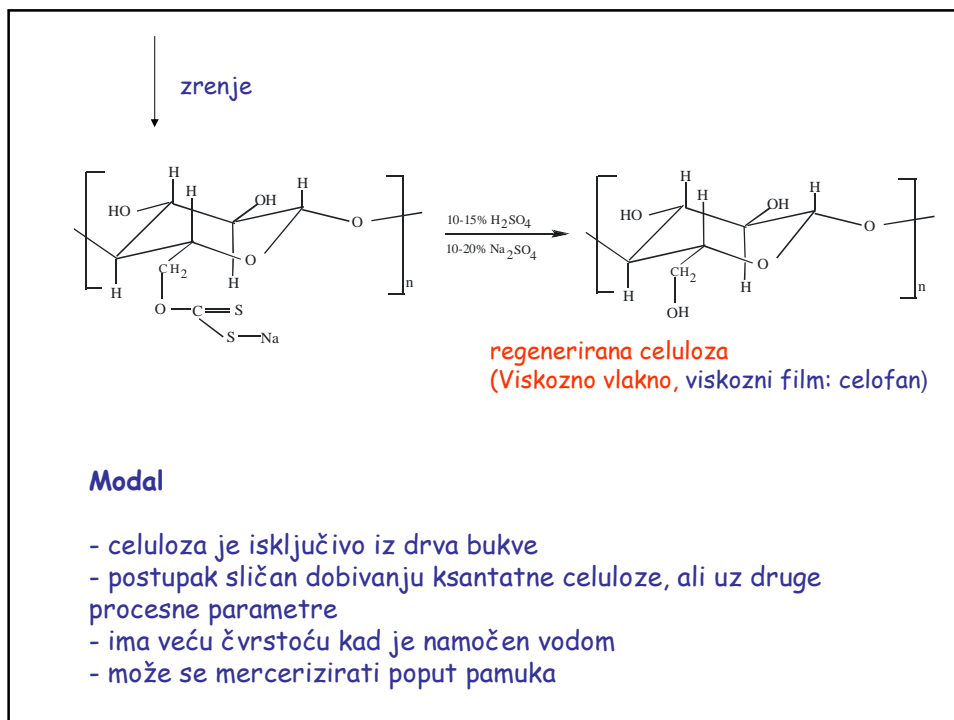 zrenje
H
H
H
HO
OH
O
O
CH2
H
H
n
O C S
S Na
10-15% H2SO4
10-20% Na2SO4
H
H
H
HO
OH
O
O
CH2
H
H
n
OH
regenerirana celuloza
(Viskozno vlakno, viskozni film: celofan)
Modal
- celuloza je isključivo iz drva bukve
- postupak sličan dobivanju ksantatne celuloze, ali uz druge
procesne parametre
- ima veću čvrstoću kad je namočen vodom
- može se mercerizirati poput pamuka